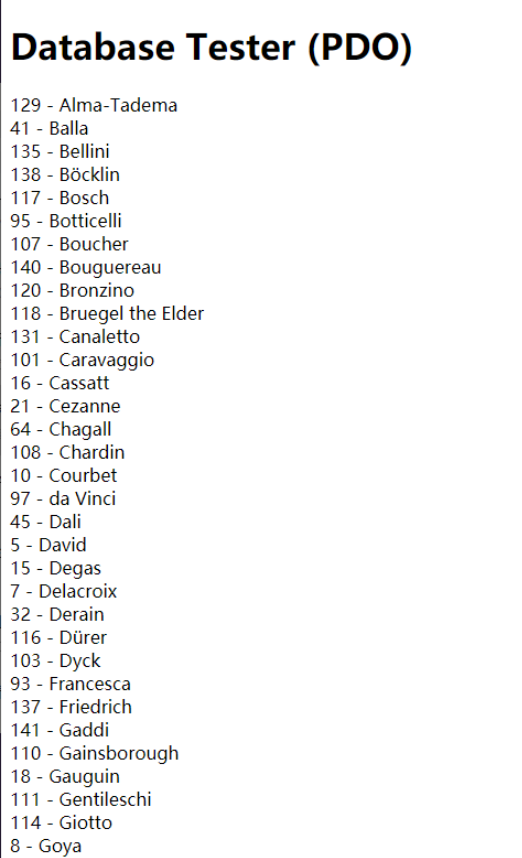 Database Tester (PDO)
129 - Alma-Tadema
41 - Balla
135 - Bellini
138 - Böcklin
117 - Bosch
95 - Botticelli
107 - Boucher
140 - Bouguereau
120 - Bronzino
118 - Bruegel the Elder
131 - Canaletto
101 - Caravaggio
16 - Cassatt
21 - Cezanne
64 - Chagall
108 - Chardin
10 - Courbet
97 - da Vinci
45 - Dali
5 - David
15 - Degas
7 - Delacroix
32 - Derain
116 - Dürer
103 - Dyck
93 - Francesca
137 - Friedrich
141 - Gaddi
110 - Gainsborough
18 - Gauguin
111 - Gentileschi
114 - Giotto
8 - Goya